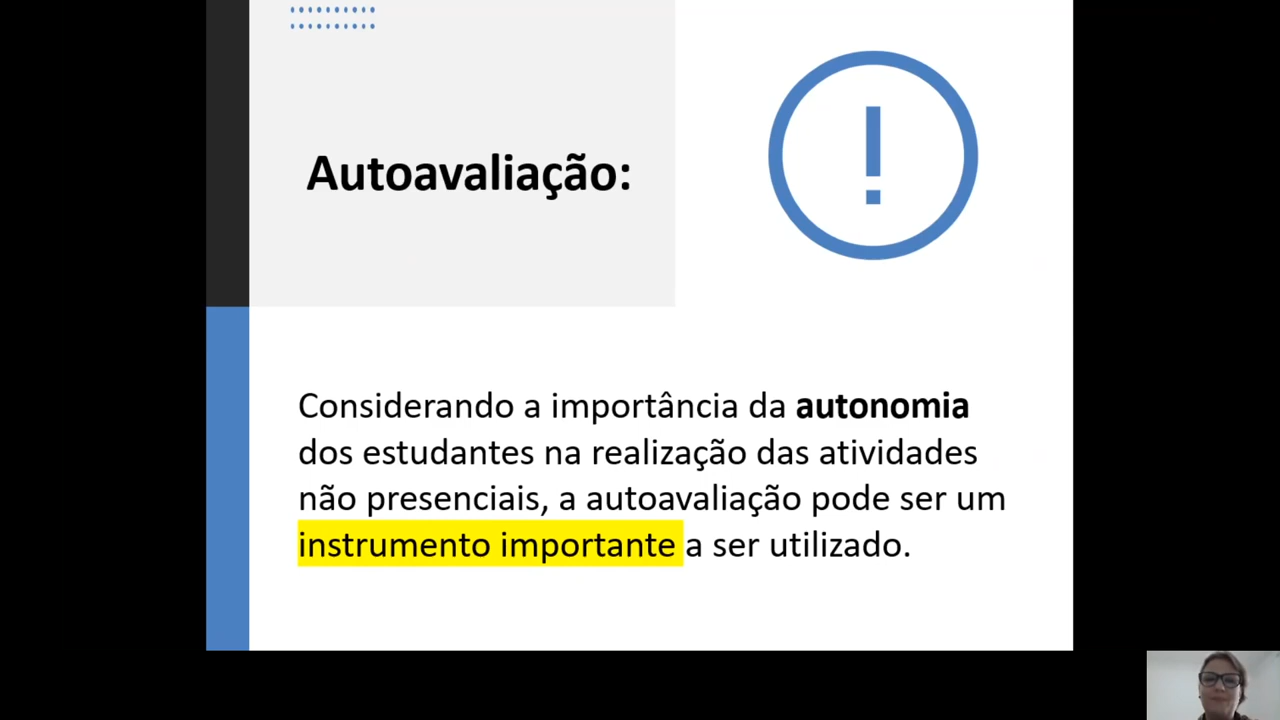 Autoavaliação:
Considerando a importância da autonomia
dos estudantes na realização das atividades
não presenciais, a autoavaliação pode ser um
instrumento importante a ser utilizado.